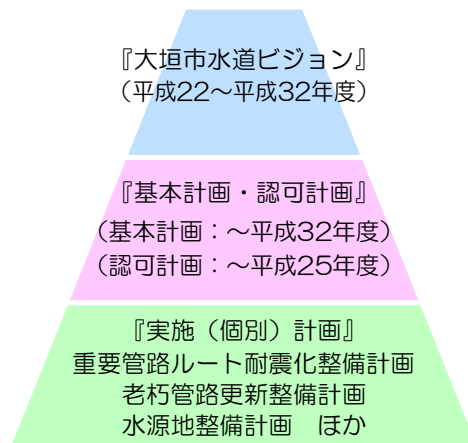 『大垣市水道ビジョン』
（平成22～平成32年度）
『基本計画・認可計画』
（基本計画：～平成32年度）
（認可計画：～平成25年度）
『実施（個別）計画』
重要管路ルート耐震化整備計画
老朽管路更新整備計画
水源地整備計画　ほか